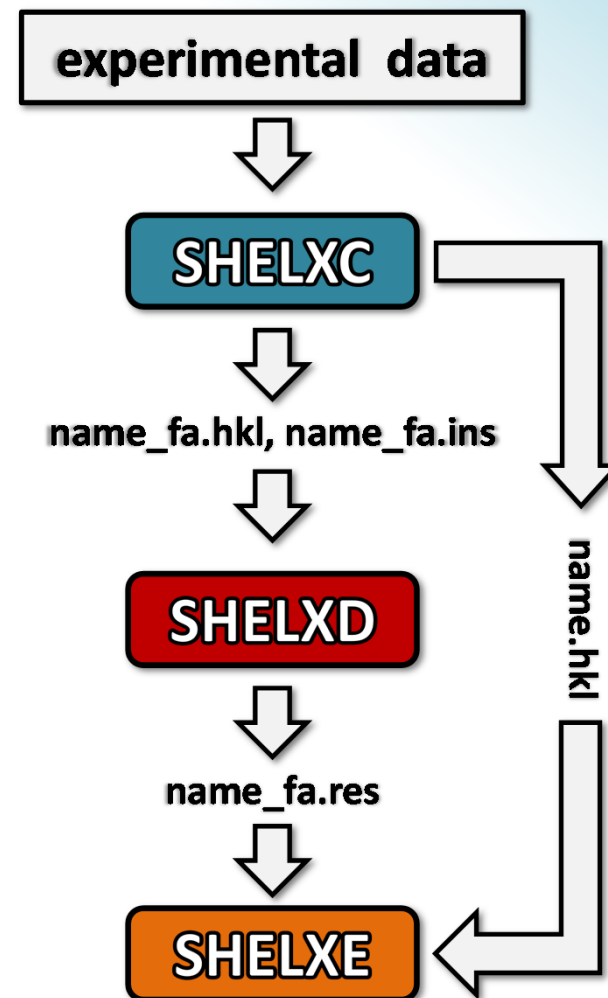 experimental data
SHELXC
name_fa.hkl, name_fa.ins
SHELXD
name.hkl
name_fa.res
SHELXE